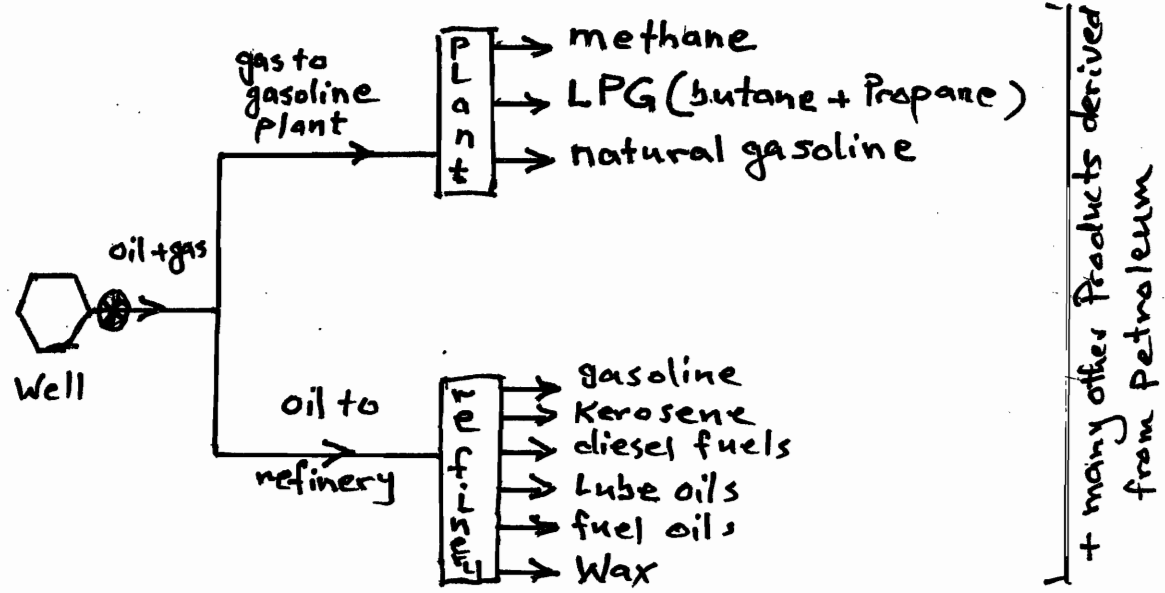 gas to
gasoline
plant
PLant
methane
LPG (butane + Propane)
natural gasoline
oil+gas
Well
oil to
refinery
refinery
gasoline
Kerosene
diesel fuels
Lube oils
fuel oils
Wax
+ many other Products derived
from petroleum